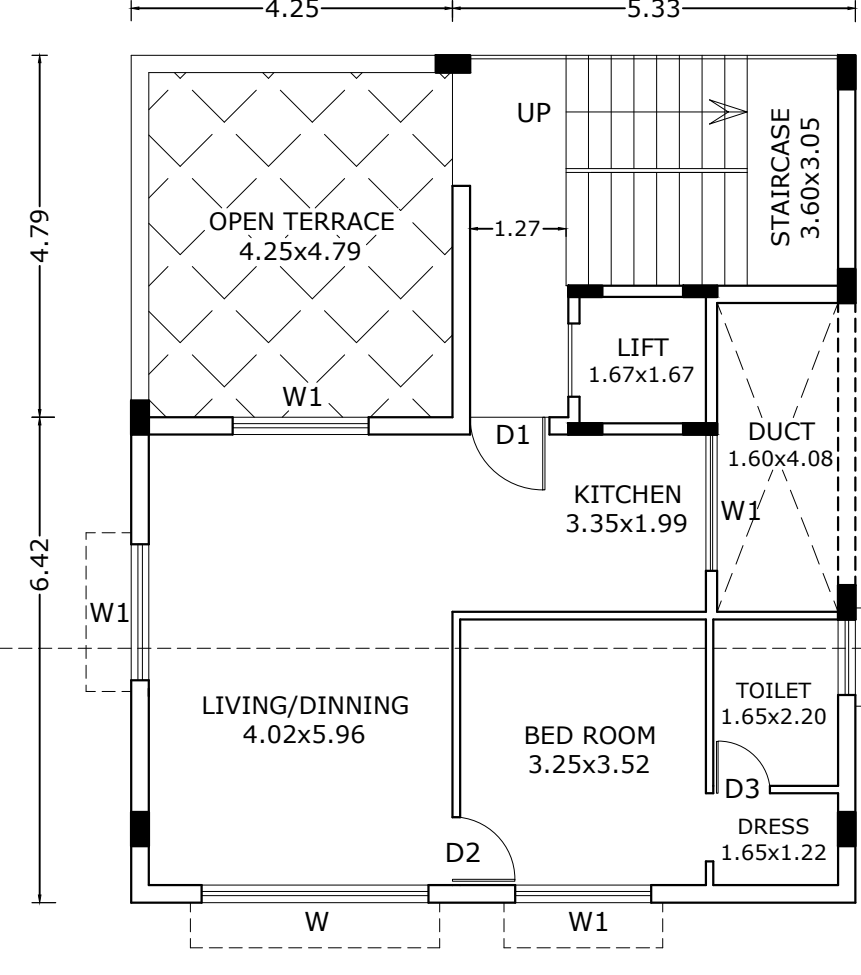 4.25
5.33
UP
STAIRCASE
3.60x3.05
4.79
OPEN TERRACE
4.25x4.79
1.27
LIFT
1.67x1.67
W1
D1
DUCT
1.60x4.08
KITCHEN
3.35x1.99
W1
6.42
W1
LIVING/DINNING
4.02x5.96
BED ROOM
3.25x3.52
TOILET
1.65x2.20
D3
DRESS
1.65x1.22
D2
W
W1